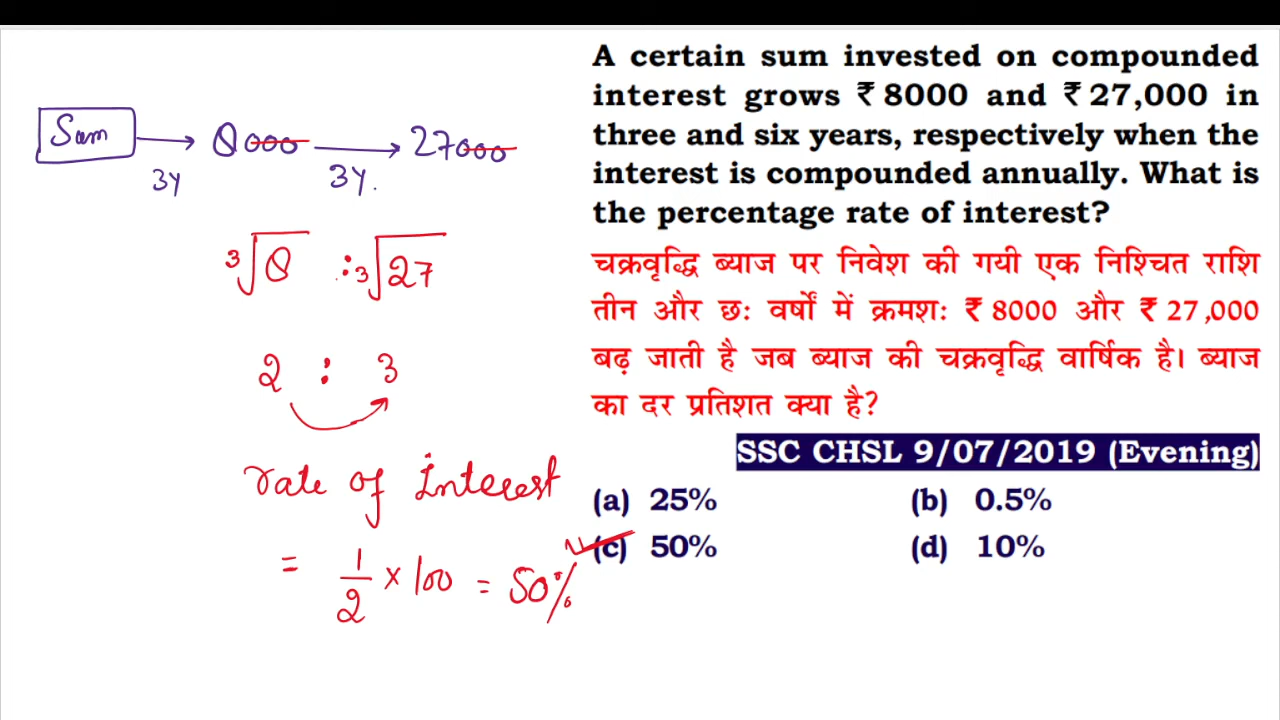 A certain sum invested on compounded
interest grows ₹ 8000 and ₹ 27,000 in
three and six years, respectively when the
interest is compounded annually. What is
the percentage rate of interest?
चक्रवृद्धि ब्याज पर निवेश की गयी एक निश्चित राशि
तीन और छः वर्षों में क्रमशः ₹ 8000 और ₹ 27,000
बढ़ जाती है जब ब्याज की चक्रवृद्धि वार्षिक है। ब्याज
का दर प्रतिशत क्या है?
SSC CHSL 9/07/2019 (Evening)
(a) 25% (b) 0.5%
(c) 50% (d) 10%
Sum → 8000 → 27000
3Y 3Y.
∛8 : ∛27
2 : 3
rate of interest
= 1/2 × 100 = 50%